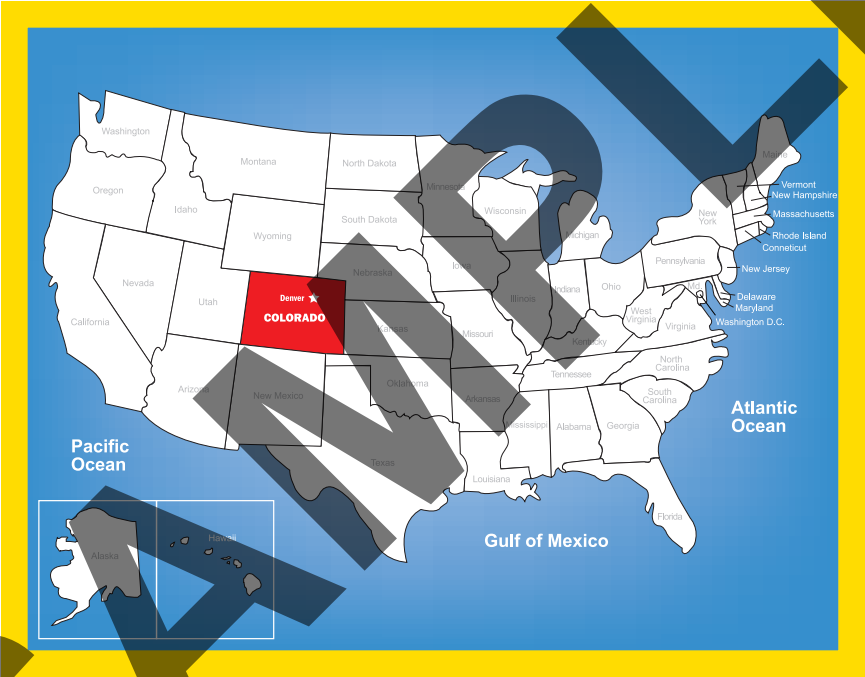 Washington
Montana
North Dakota
Minnesota
Maine
Vermont
New Hampshire
Massachusetts
Rhode Island
Conneticut
Oregon
Idaho
Wyoming
South Dakota
Wisconsin
Michigan
New
York
Nevada
Utah
California
Denver
COLORADO
Nebraska
Iowa
Illinois
Indiana
Ohio
Pennsylvania
New Jersey
Md.
Delaware
Maryland
Washington D.C.
Kansas
Missouri
Kentucky
West
Virginia
Virginia
Arizona
New Mexico
Oklahoma
Arkansas
Tennessee
North
Carolina
South
Carolina
Texas
Louisiana
Mississippi
Alabama
Georgia
Florida
Atlantic
Ocean
Pacific
Ocean
Gulf of Mexico
Alaska
Hawaii
SAMPL